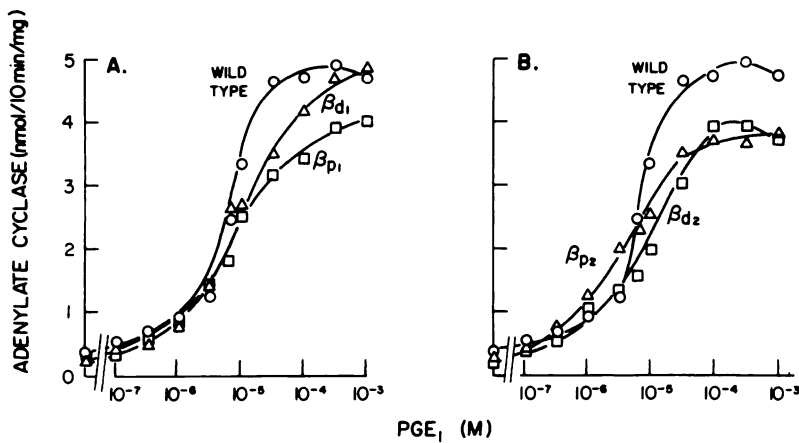 ADENYLATE CYCLASE (nmol/10min/mg)
5
4
3
2
1
0
A.
WILD
TYPE
βd₁
βp₁
10⁻⁷ 10⁻⁶ 10⁻⁵ 10⁻⁴ 10⁻³
B.
WILD
TYPE
βp₂
βd₂
10⁻⁷ 10⁻⁶ 10⁻⁵ 10⁻⁴ 10⁻³
PGE₁ (M)